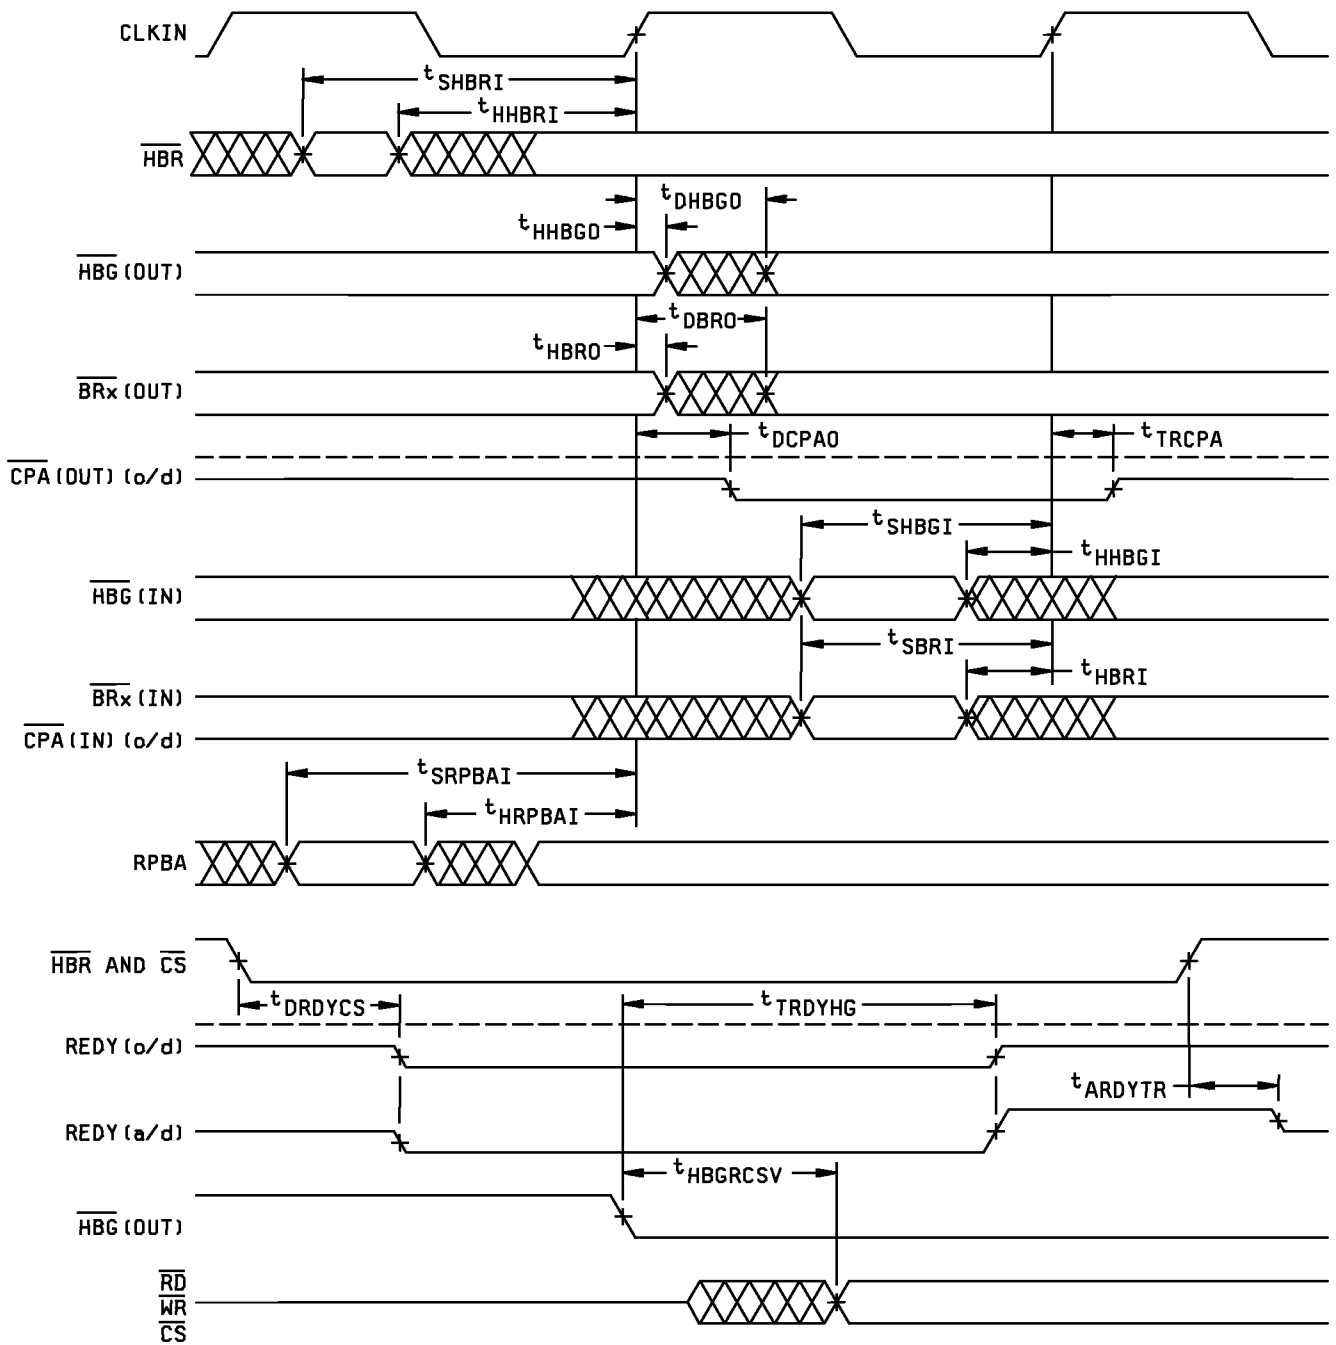 CLKIN
tSHBRI
tHHBRI
HBR
tDHBGO
tHHBGO
HBG(OUT)
tDBRO
tHBRO
BRx(OUT)
tDCPAO
tTRCPA
CPA(OUT)(o/d)
tSHBGI
tHHBGI
HBG(IN)
tSBRI
tHBRI
BRx(IN)
CPA(IN)(o/d)
tSRPBAI
tHRPBAI
RPBA
HBR AND CS
tDRDYCS
tTRDYHG
REDY(o/d)
tARDYTR
REDY(a/d)
tHBGRCSV
HBG(OUT)
RD
WR
CS